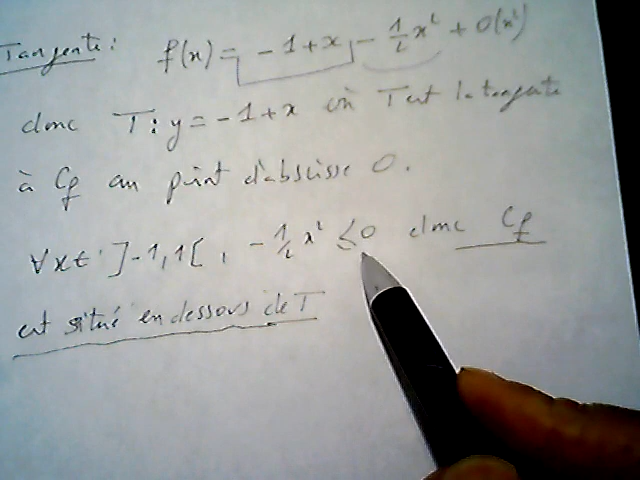 Tangente : f(x) = -1+x - 1/2 x² + o(x²)
donc T : y = -1+x où T est la tangente
à Cf au point d'abscisse 0.
∀x ∈ ]-1,1[, -1/2 x² ≤ 0 donc Cf
est situé en dessous de T